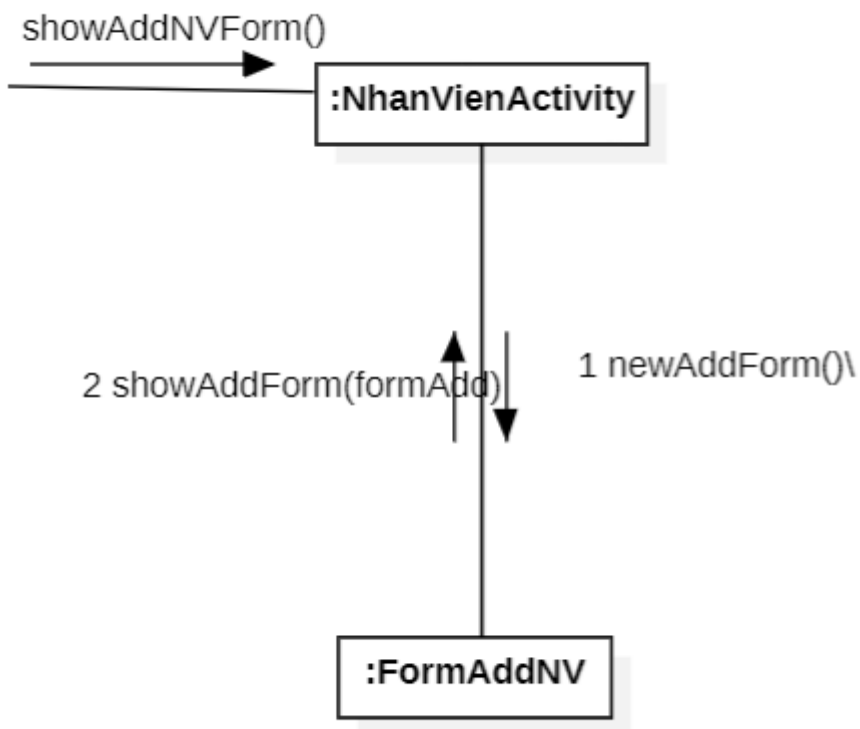 showAddNVForm()
:NhanVienActivity
1 newAddForm()\
2 showAddForm(formAdd)
:FormAddNV